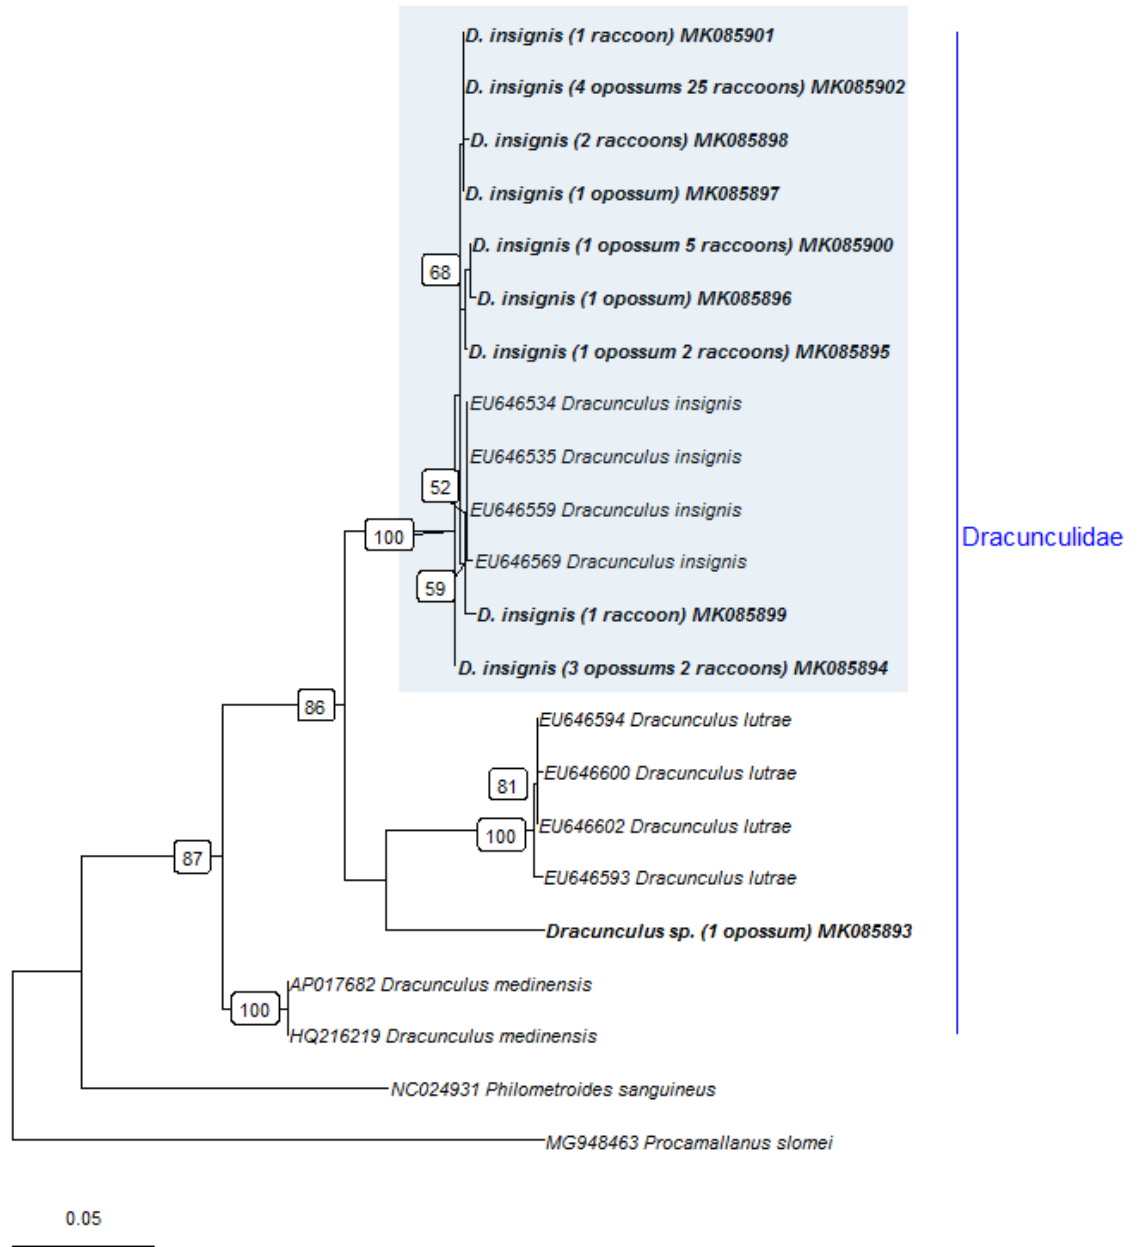 D. insignis (1 raccoon) MK085901
D. insignis (4 opossums 25 raccoons) MK085902
D. insignis (2 raccoons) MK085898
D. insignis (1 opossum) MK085897
D. insignis (1 opossum 5 raccoons) MK085900
68
D. insignis (1 opossum) MK085896
D. insignis (1 opossum 2 raccoons) MK085895
EU646534 Dracunculus insignis
EU646535 Dracunculus insignis
52
EU646559 Dracunculus insignis
100
Dracunculidae
EU646569 Dracunculus insignis
59
D. insignis (1 raccoon) MK085899
D. insignis (3 opossums 2 raccoons) MK085894
86
EU646594 Dracunculus lutrae
EU646600 Dracunculus lutrae
81
EU646602 Dracunculus lutrae
100
87
EU646593 Dracunculus lutrae
Dracunculus sp. (1 opossum) MK085893
AP017682 Dracunculus medinensis
100
HQ216219 Dracunculus medinensis
NC024931 Philometroides sanguineus
MG948463 Procamallanus slomei
0.05